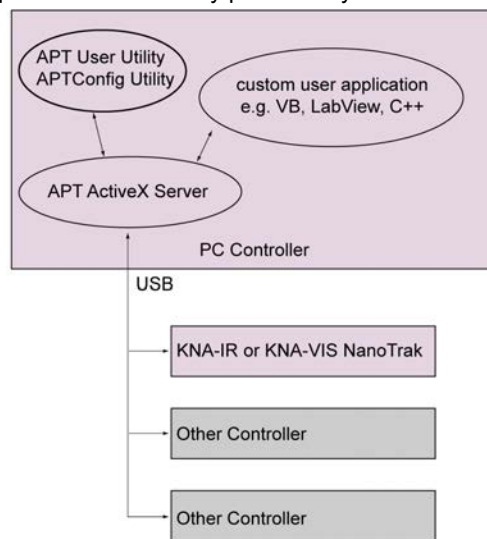 APT User Utility
APTConfig Utility
custom user application
e.g. VB, LabView, C++
APT ActiveX Server
PC Controller
USB
KNA-IR or KNA-VIS NanoTrak
Other Controller
Other Controller